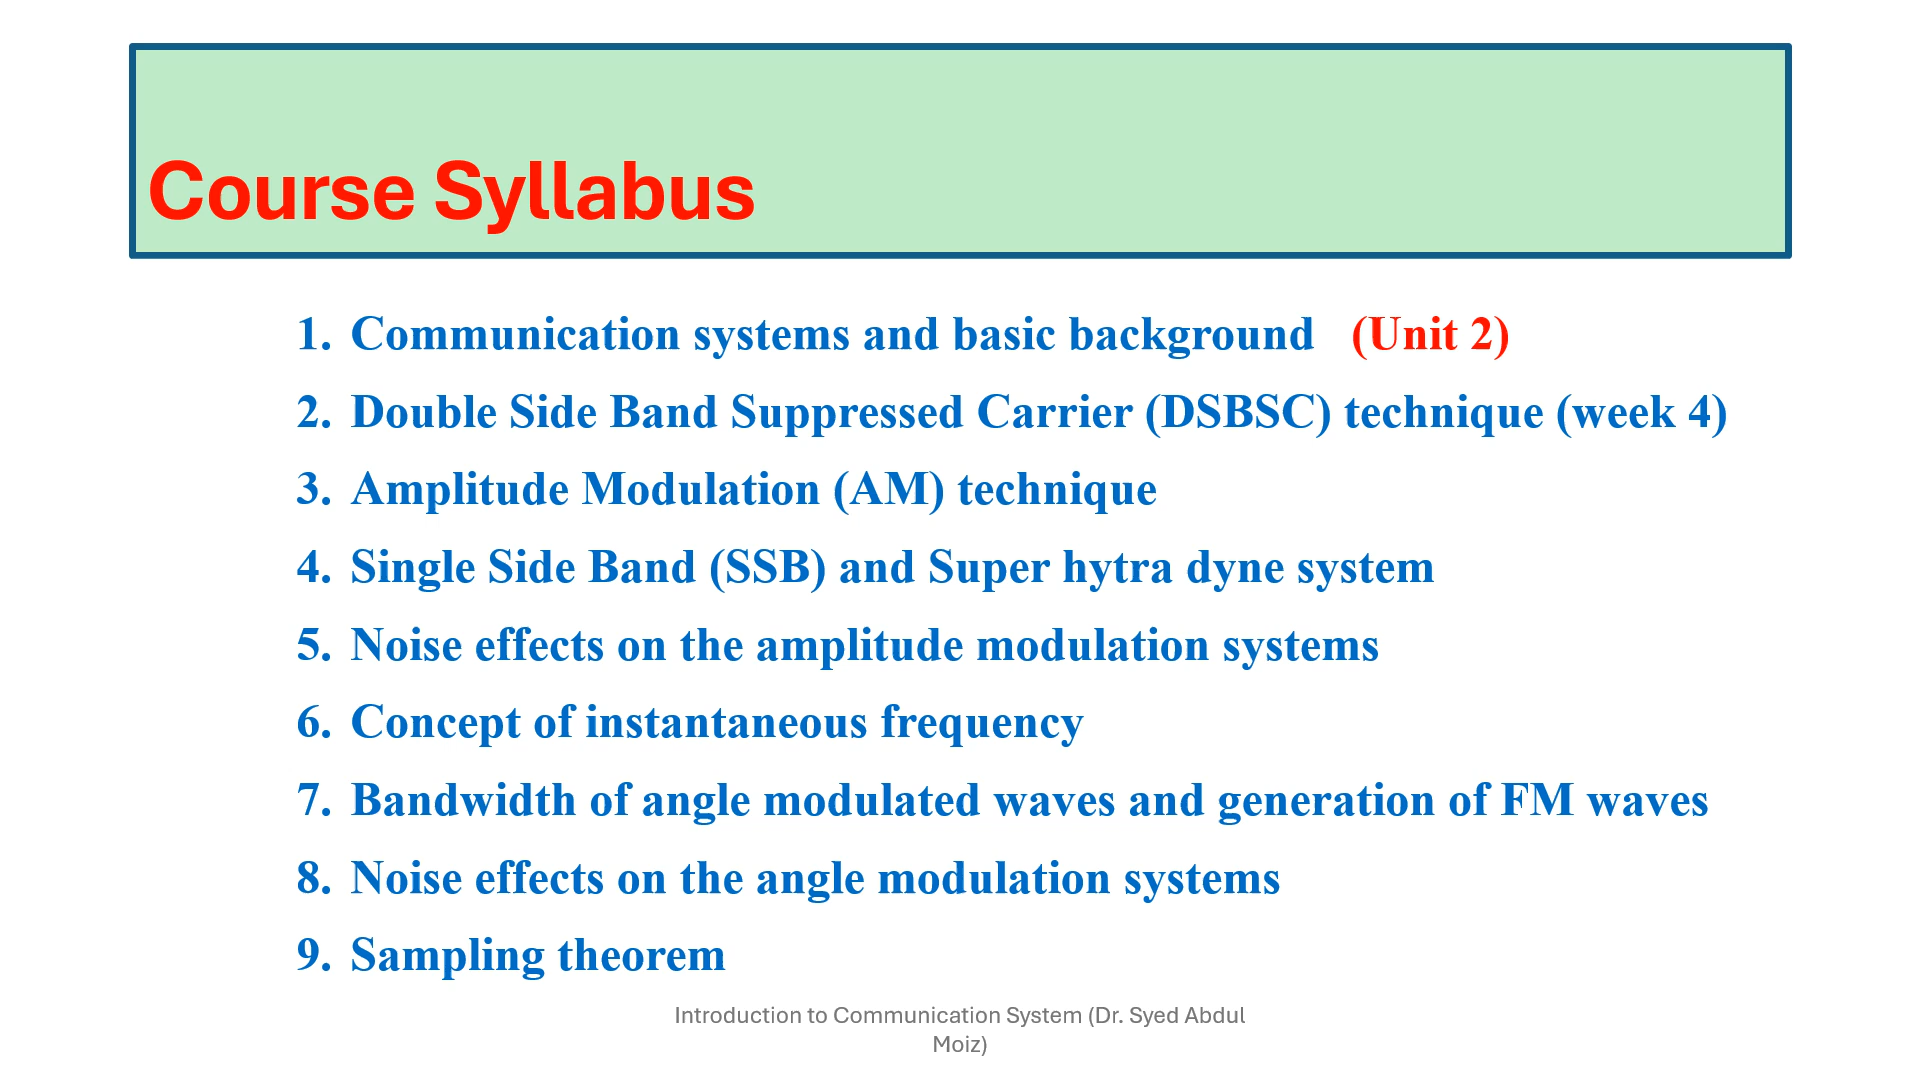 Course Syllabus
1. Communication systems and basic background (Unit 2)
2. Double Side Band Suppressed Carrier (DSBSC) technique (week 4)
3. Amplitude Modulation (AM) technique
4. Single Side Band (SSB) and Super hytra dyne system
5. Noise effects on the amplitude modulation systems
6. Concept of instantaneous frequency
7. Bandwidth of angle modulated waves and generation of FM waves
8. Noise effects on the angle modulation systems
9. Sampling theorem
Introduction to Communication System (Dr. Syed Abdul
Moiz)